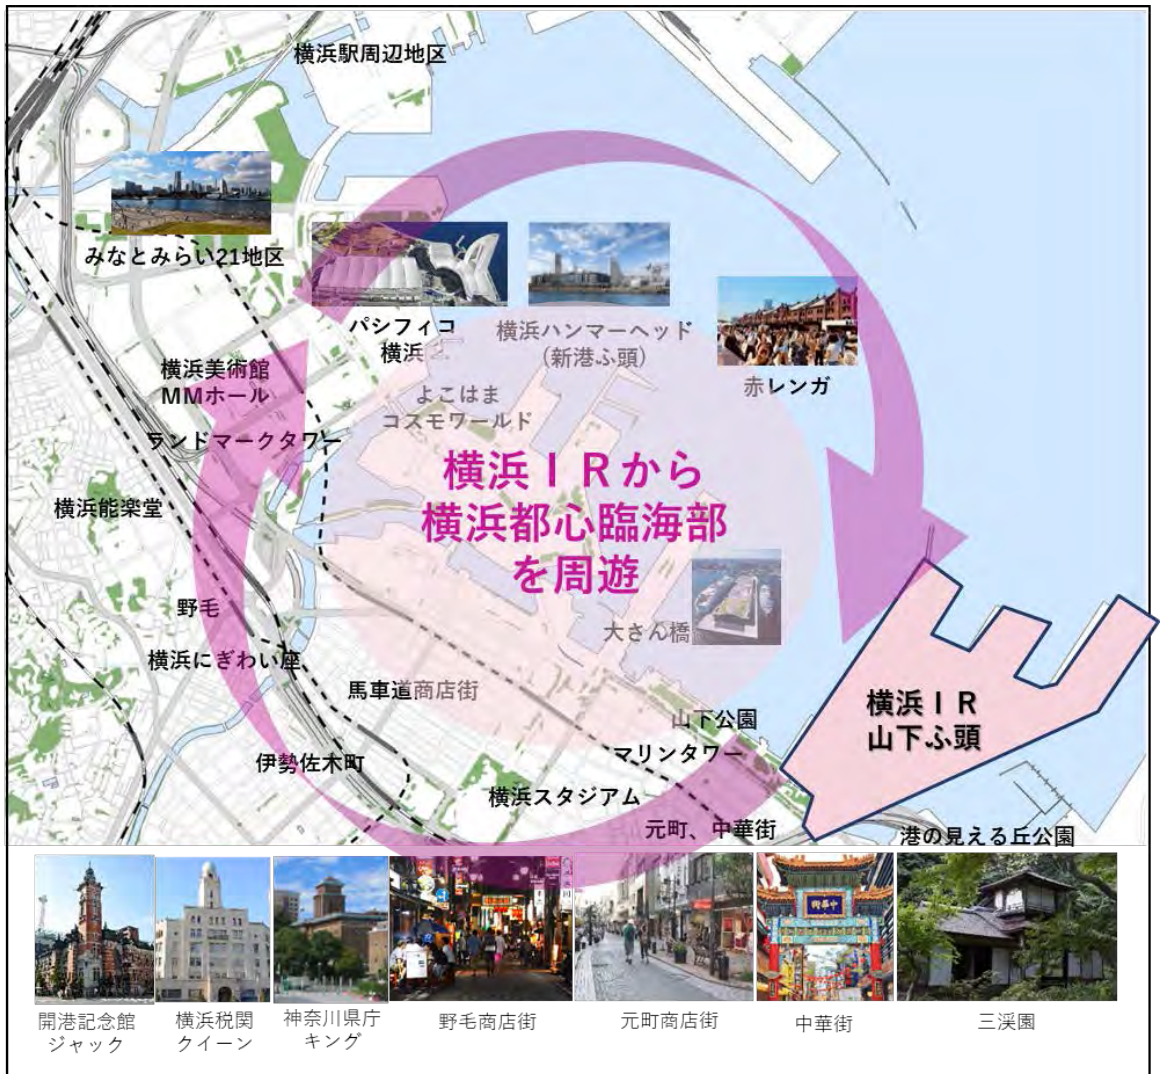 横浜駅周辺地区
みなとみらい21地区
パシフィコ
横浜
横浜ハンマーヘッド
(新港ふ頭)
赤レンガ
横浜美術館
MMホール
よこはま
コスモワールド
ランドマークタワー
横浜ＩＲから
横浜都心臨海部
を周遊
横浜能楽堂
野毛
大さん橋
横浜にぎわい座
馬車道商店街
山下公園
マリンタワー
横浜ＩＲ
山下ふ頭
伊勢佐木町
横浜スタジアム
元町、中華街
港の見える丘公園
中華街
開港記念館
ジャック
横浜税関
クイーン
神奈川県庁
キング
野毛商店街
元町商店街
中華街
三渓園